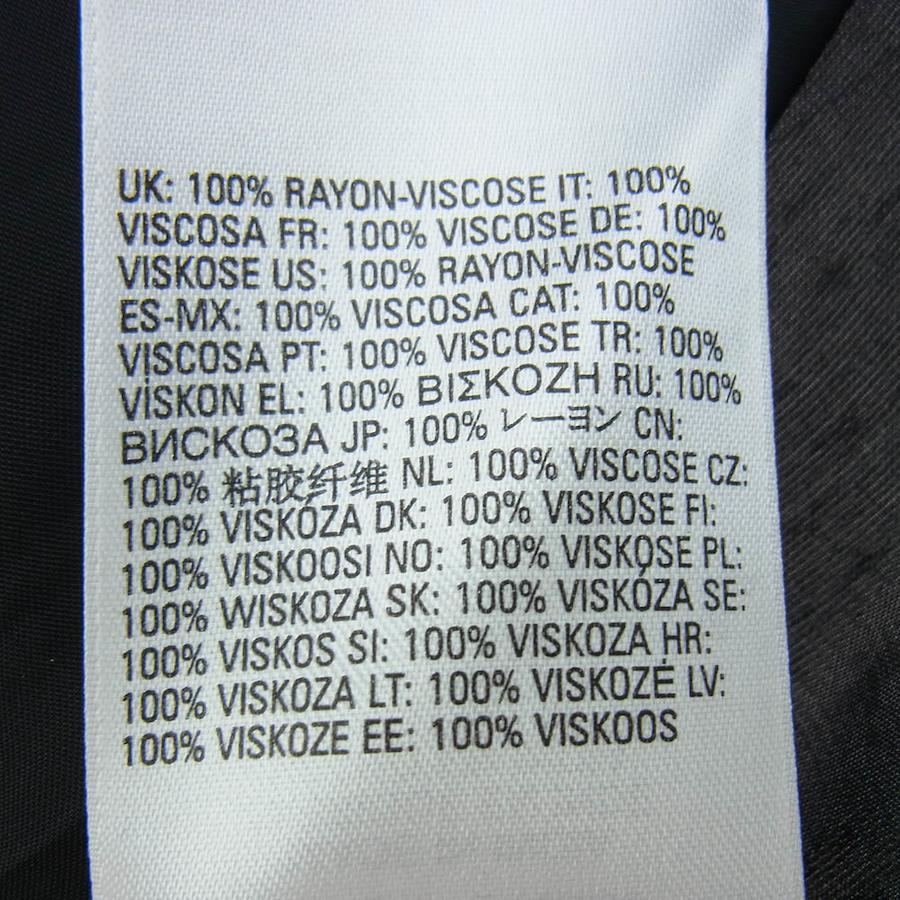 UK: 100% RAYON-VISCOSE IT: 100%
VISCOSA FR: 100% VISCOSE DE: 100%
VISKOSE US: 100% RAYON-VISCOSE
ES-MX: 100% VISCOSA CAT: 100%
VISCOSA PT: 100% VISCOSE TR: 100%
VİSKON EL: 100% ΒΙΣΚΟΖΗ RU: 100%
ВИСКОЗА JP: 100% レーヨン CN:
100% 粘胶纤维 NL: 100% VISCOSE CZ:
100% VISKÓZA DK: 100% VISKOSE FI:
100% VISKOOSI NO: 100% VISKOSE PL:
100% WISKOZA SK: 100% VISKÓZA SE:
100% VISKOS SI: 100% VISKOZA HR:
100% VISKOZA LT: 100% VISKOZĖ LV:
100% VISKOZE EE: 100% VISKOOS